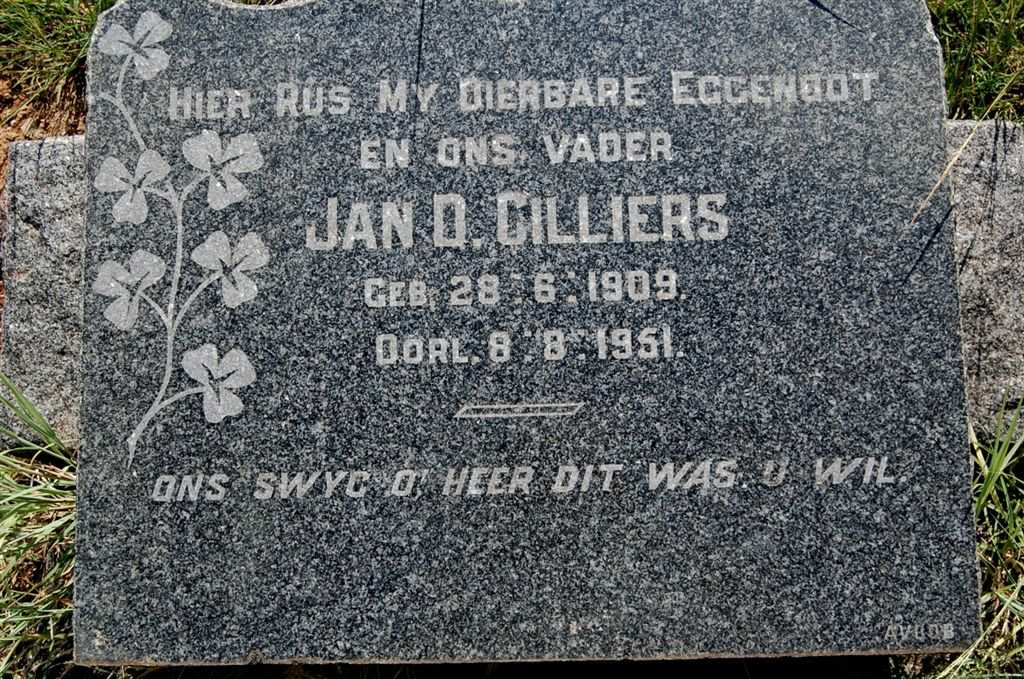 HIER RUS MY DIERBARE EGGENOOT
EN ONS VADER
JAN D. CILLIERS
GEB. 28-6-1909.
OORL. 8-8-1951.
ONS SWYG O' HEER DIT WAS U WIL.